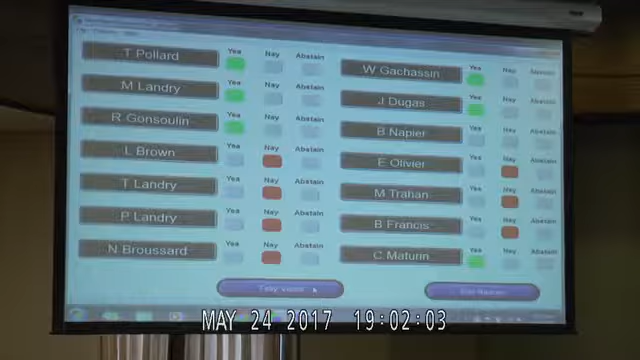 T Pollard Yea Nay Abstain
M Landry Yea Nay Abstain
R Gonsoulin Yea Nay Abstain
L Brown Yea Nay Abstain
T Landry Yea Nay Abstain
P Landry Yea Nay Abstain
N Broussard Yea Nay Abstain
W Gachassin Yea Nay Abstain
J Dugas Yea Nay Abstain
B Napier Yea Nay Abstain
E Olivier Yea Nay Abstain
M Trahan Yea Nay Abstain
B Francis Yea Nay Abstain
C Maturin Yea Nay Abstain
Tally Votes
MAY 24 2017 19:02:03